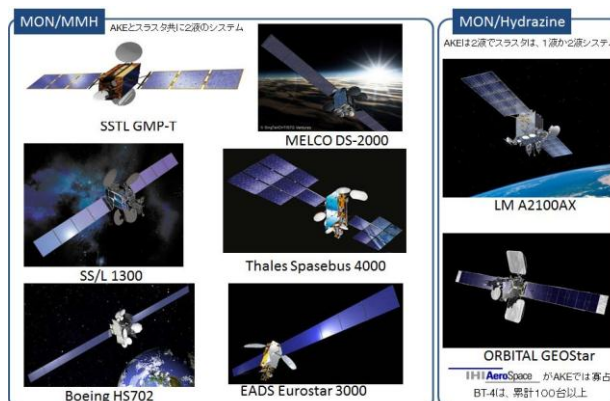 MON/MMH
AKEとスラスタ共に2液のシステム
SSTL GMP-T
MELCO DS-2000
SS/L 1300
Thales Spasebus 4000
Boeing HS702
EADS Eurostar 3000
MON/Hydrazine
AKEは2液でスラスタは、1液か2液システム
LM A2100AX
ORBITAL GEOStar
IHI AeroSpace がAKEでは寡占
BT-4は、累計100台以上